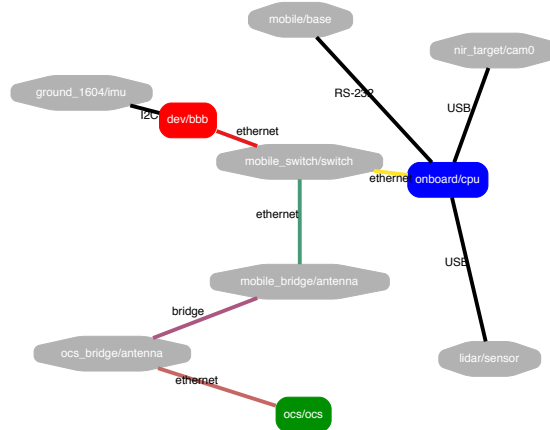 mobile/base
nir_target/cam0
ground_1604/imu
RS-232
USB
I2C
dev/bbb
ethernet
mobile_switch/switch
ethernet
onboard/cpu
ethernet
USB
mobile_bridge/antenna
bridge
ocs_bridge/antenna
lidar/sensor
ethernet
ocs/ocs